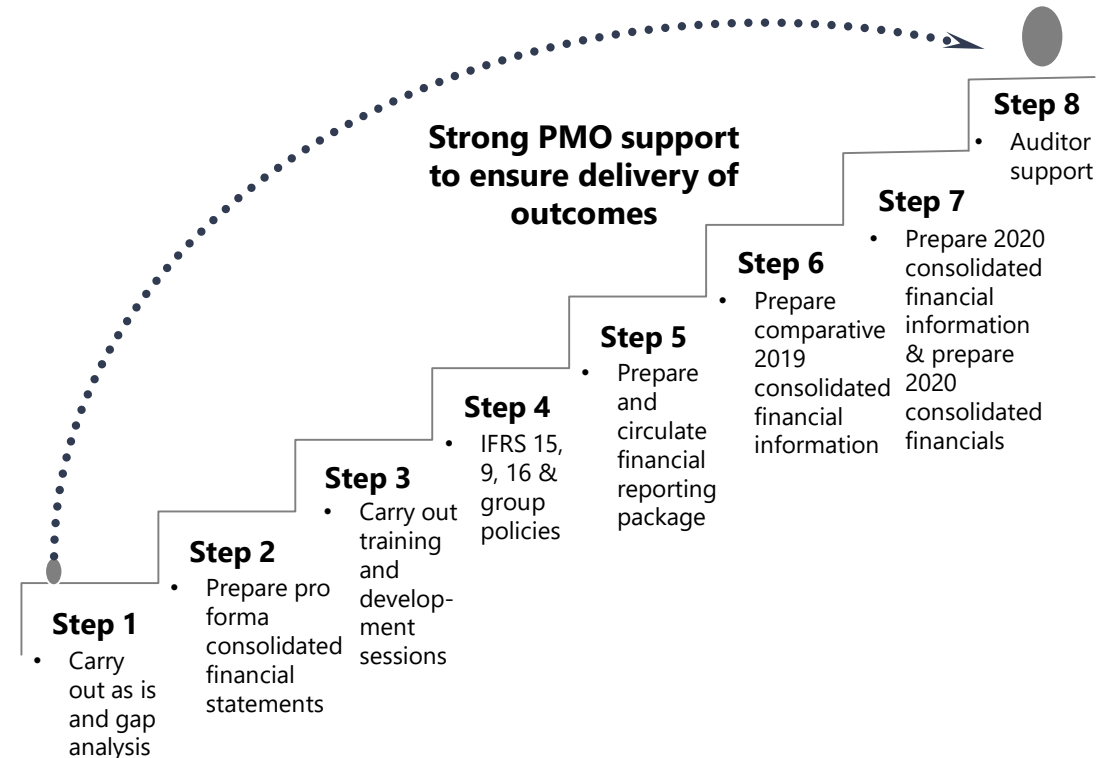 Strong PMO support
to ensure delivery of
outcomes
Step 1
• Carry
out as is
and gap
analysis
Step 2
• Prepare pro
forma
consolidated
financial
statements
Step 3
• Carry out
training
and
develop-
ment
sessions
Step 4
• IFRS 15,
9, 16 &
group
policies
Step 5
• Prepare
and
circulate
financial
reporting
package
Step 6
• Prepare
comparative
2019
consolidated
financial
information
Step 7
• Prepare 2020
consolidated
financial
information
& prepare
2020
consolidated
financials
Step 8
• Auditor
support